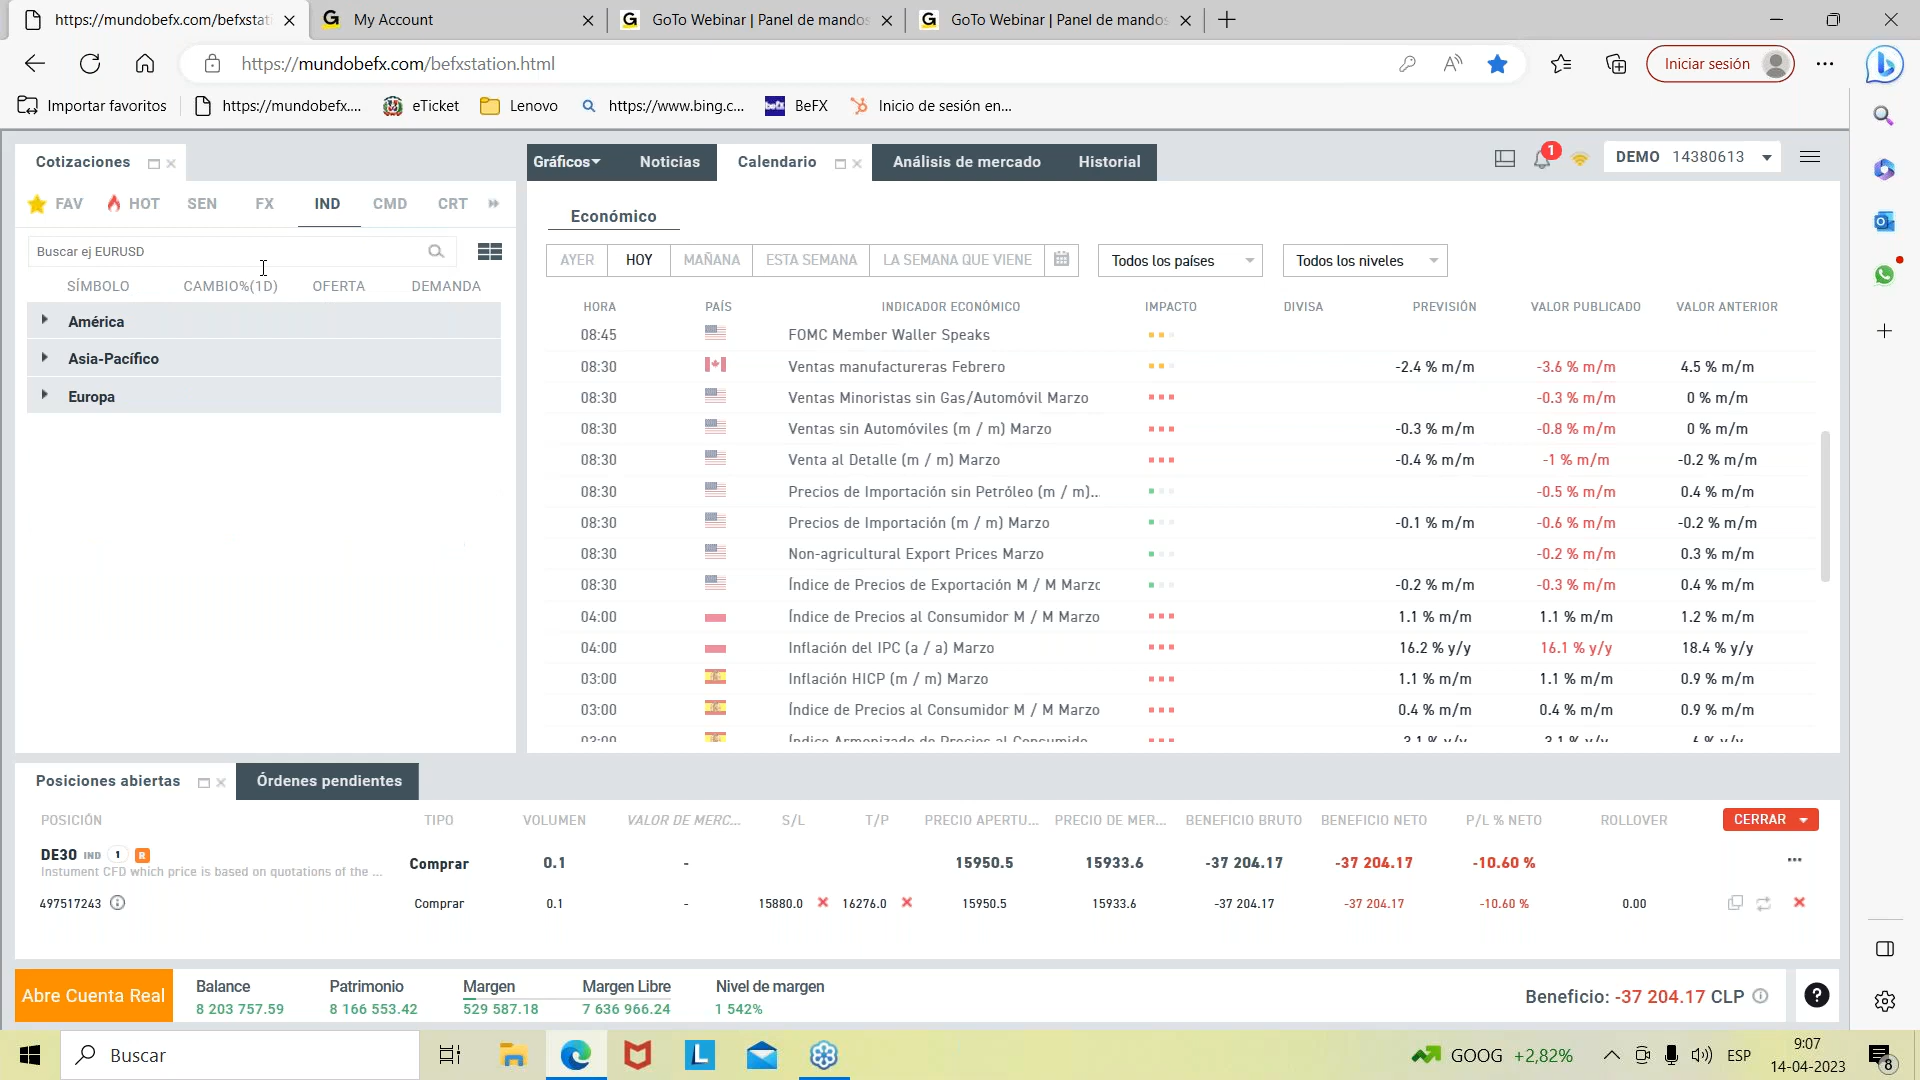 https://mundobefx.com/befxstati
My Account
GoTo Webinar | Panel de mandos
GoTo Webinar | Panel de mandos
https://mundobefx.com/befxstation.html
Iniciar sesión
Importar favoritos
https://mundobefx....
eTicket
Lenovo
https://www.bing.c...
BeFX
Inicio de sesión en...
Cotizaciones
FAV HOT SEN FX IND CMD CRT
Buscar ej EURUSD
SÍMBOLO CAMBIO%(1D) OFERTA DEMANDA
América
Asia-Pacífico
Europa
Gráficos Noticias Calendario Análisis de mercado Historial
1
DEMO 14380613
Económico
AYER HOY MAÑANA ESTA SEMANA LA SEMANA QUE VIENE Todos los países Todos los niveles
HORA PAÍS INDICADOR ECONÓMICO IMPACTO DIVISA PREVISIÓN VALOR PUBLICADO VALOR ANTERIOR
08:45 FOMC Member Waller Speaks
08:30 Ventas manufactureras Febrero -2.4 % m/m -3.6 % m/m 4.5 % m/m
08:30 Ventas Minoristas sin Gas/Automóvil Marzo -0.3 % m/m 0 % m/m
08:30 Ventas sin Automóviles (m / m) Marzo -0.3 % m/m -0.8 % m/m 0 % m/m
08:30 Venta al Detalle (m / m) Marzo -0.4 % m/m -1 % m/m -0.2 % m/m
08:30 Precios de Importación sin Petróleo (m / m)... -0.5 % m/m 0.4 % m/m
08:30 Precios de Importación (m / m) Marzo -0.1 % m/m -0.6 % m/m -0.2 % m/m
08:30 Non-agricultural Export Prices Marzo -0.2 % m/m 0.3 % m/m
08:30 Índice de Precios de Exportación M / M Marzo -0.2 % m/m -0.3 % m/m 0.4 % m/m
04:00 Índice de Precios al Consumidor M / M Marzo 1.1 % m/m 1.1 % m/m 1.2 % m/m
04:00 Inflación del IPC (a / a) Marzo 16.2 % y/y 16.1 % y/y 18.4 % y/y
03:00 Inflación HICP (m / m) Marzo 1.1 % m/m 1.1 % m/m 0.9 % m/m
03:00 Índice de Precios al Consumidor M / M Marzo 0.4 % m/m 0.4 % m/m 0.9 % m/m
03:00 Índice Armonizado de Precios al Consumido 3.1 % y/y 3.1 % y/y 6 % y/y
Posiciones abiertas Órdenes pendientes
POSICIÓN TIPO VOLUMEN VALOR DE MERC... S/L T/P PRECIO APERTU... PRECIO DE MER... BENEFICIO BRUTO BENEFICIO NETO P/L % NETO ROLLOVER CERRAR
DE30 IND 1 R Comprar 0.1 - 15950.5 15933.6 -37 204.17 -37 204.17 -10.60 %
Instument CFD which price is based on quotations of the ...
497517243 Comprar 0.1 - 15880.0 16276.0 15950.5 15933.6 -37 204.17 -37 204.17 -10.60 % 0.00
Abre Cuenta Real
Balance Patrimonio Margen Margen Libre Nivel de margen
8 203 757.59 8 166 553.42 529 587.18 7 636 966.24 1 542%
Beneficio: -37 204.17 CLP
Buscar
GOOG +2,82%
ESP
9:07
14-04-2023
8